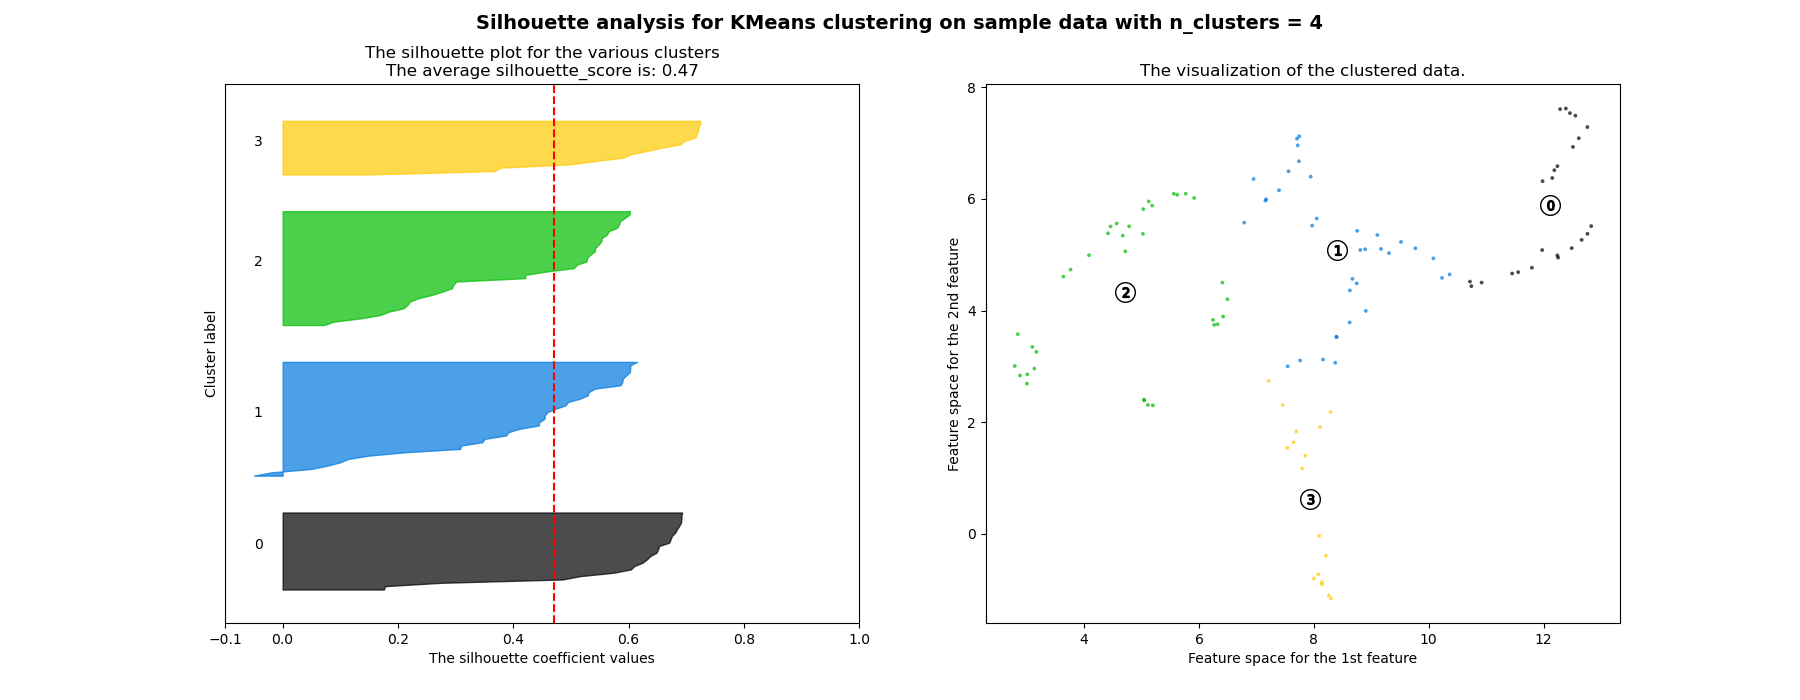 Silhouette analysis for KMeans clustering on sample data with n_clusters = 4
The silhouette plot for the various clusters
The average silhouette_score is: 0.47
3
2
1
0
Cluster label
−0.1 0.0 0.2 0.4 0.6 0.8 1.0
The silhouette coefficient values
The visualization of the clustered data.
8
6
4
2
0
Feature space for the 2nd feature
0
1
2
3
4 6 8 10 12
Feature space for the 1st feature